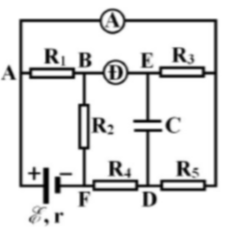 A
R₁ B Đ E R₃
A
R₂ C
+ − R₄ R₅
ℰ, r F D